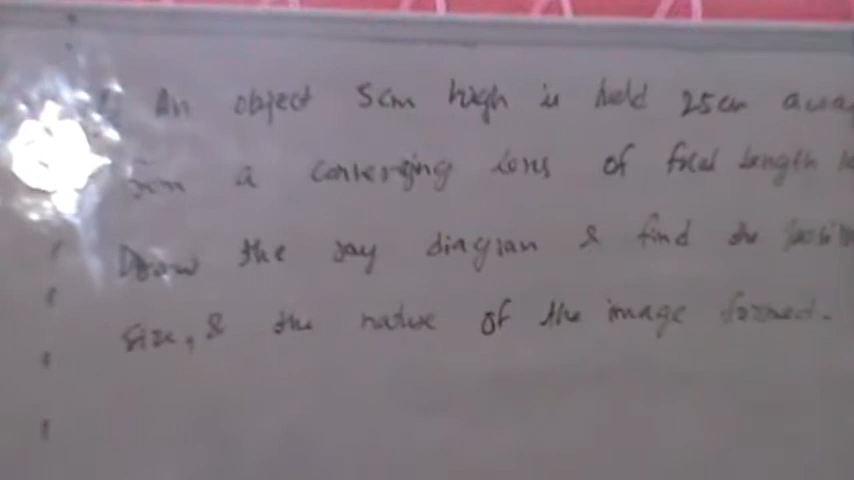 An object 5cm high is held 25cm away
from a converging lens of focal length
Draw the ray diagram & find the
size, & the nature of the image formed.